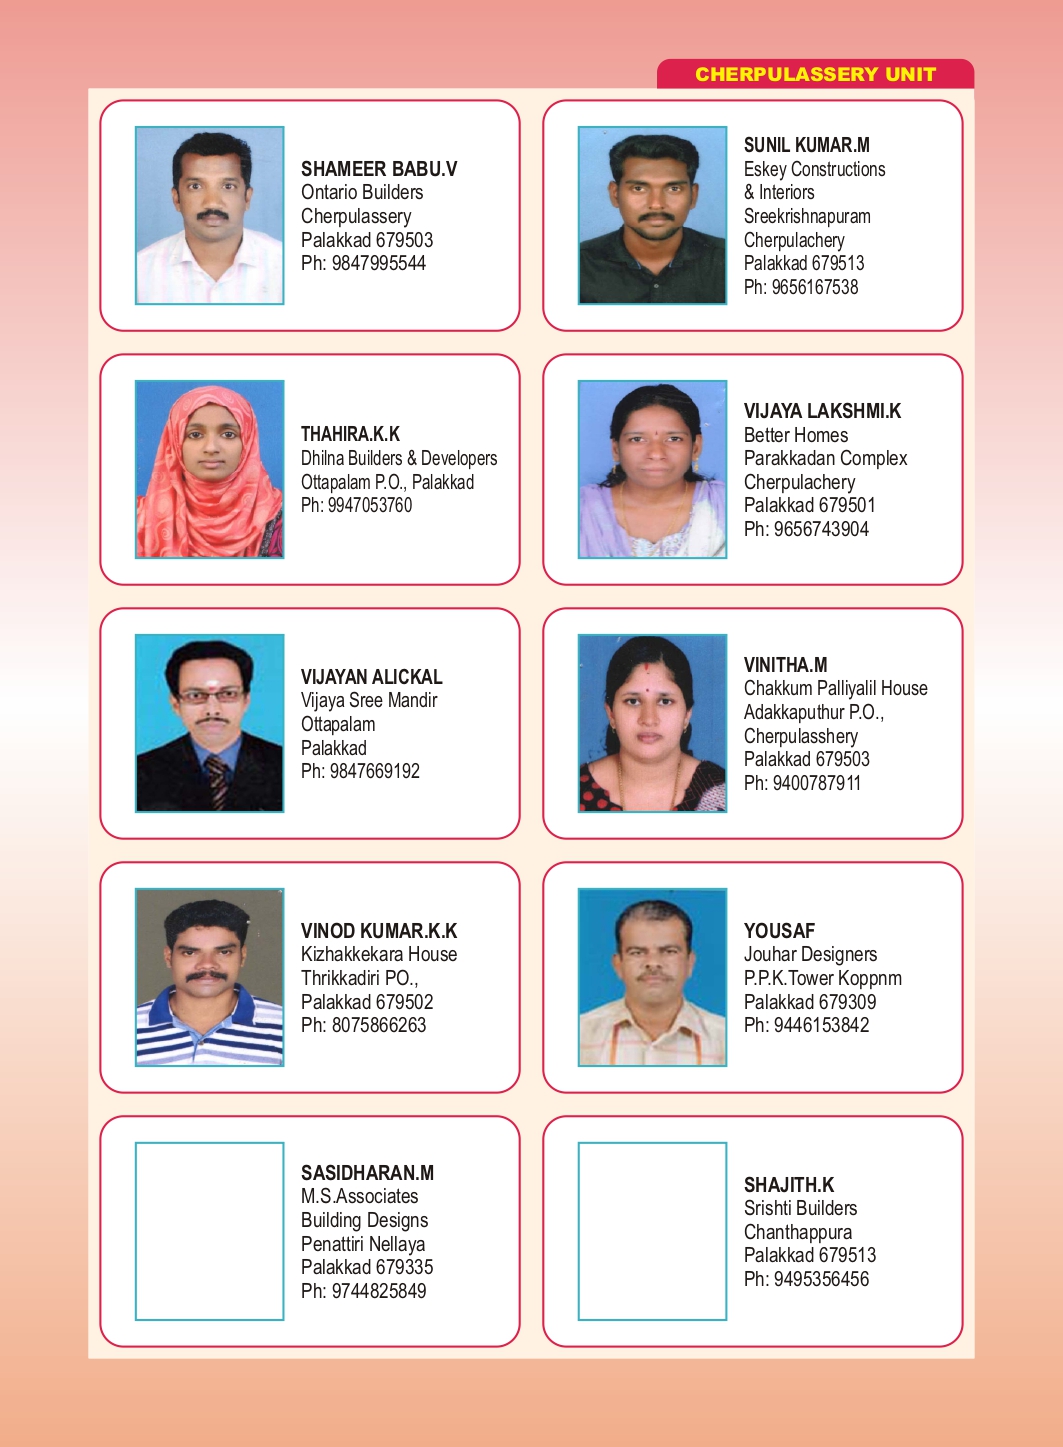 CHERPULASSERY UNIT
SHAMEER BABU.V
Ontario Builders
Cherpulassery
Palakkad 679503
Ph: 9847995544
SUNIL KUMAR.M
Eskey Constructions
& Interiors
Sreekrishnapuram
Cherpulachery
Palakkad 679513
Ph: 9656167538
THAHIRA.K.K
Dhilna Builders & Developers
Ottapalam P.O., Palakkad
Ph: 9947053760
VIJAYA LAKSHMI.K
Better Homes
Parakkadan Complex
Cherpulachery
Palakkad 679501
Ph: 9656743904
VIJAYAN ALICKAL
Vijaya Sree Mandir
Ottapalam
Palakkad
Ph: 9847669192
VINITHA.M
Chakkum Palliyalil House
Adakkaputhur P.O.,
Cherpulasshery
Palakkad 679503
Ph: 9400787911
VINOD KUMAR.K.K
Kizhakkekara House
Thrikkadiri PO.,
Palakkad 679502
Ph: 8075866263
YOUSAF
Jouhar Designers
P.P.K.Tower Koppnm
Palakkad 679309
Ph: 9446153842
SASIDHARAN.M
M.S.Associates
Building Designs
Penattiri Nellaya
Palakkad 679335
Ph: 9744825849
SHAJITH.K
Srishti Builders
Chanthappura
Palakkad 679513
Ph: 9495356456